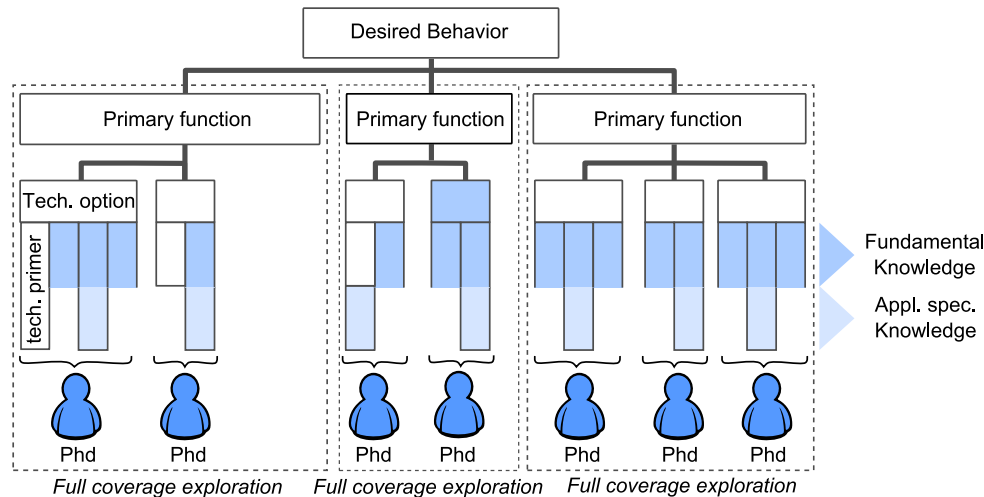 Desired Behavior
Primary function
Primary function
Primary function
Tech. option
tech. primer
Fundamental
Knowledge
Appl. spec.
Knowledge
Phd
Phd
Phd
Phd
Phd
Phd
Phd
Full coverage exploration
Full coverage exploration
Full coverage exploration